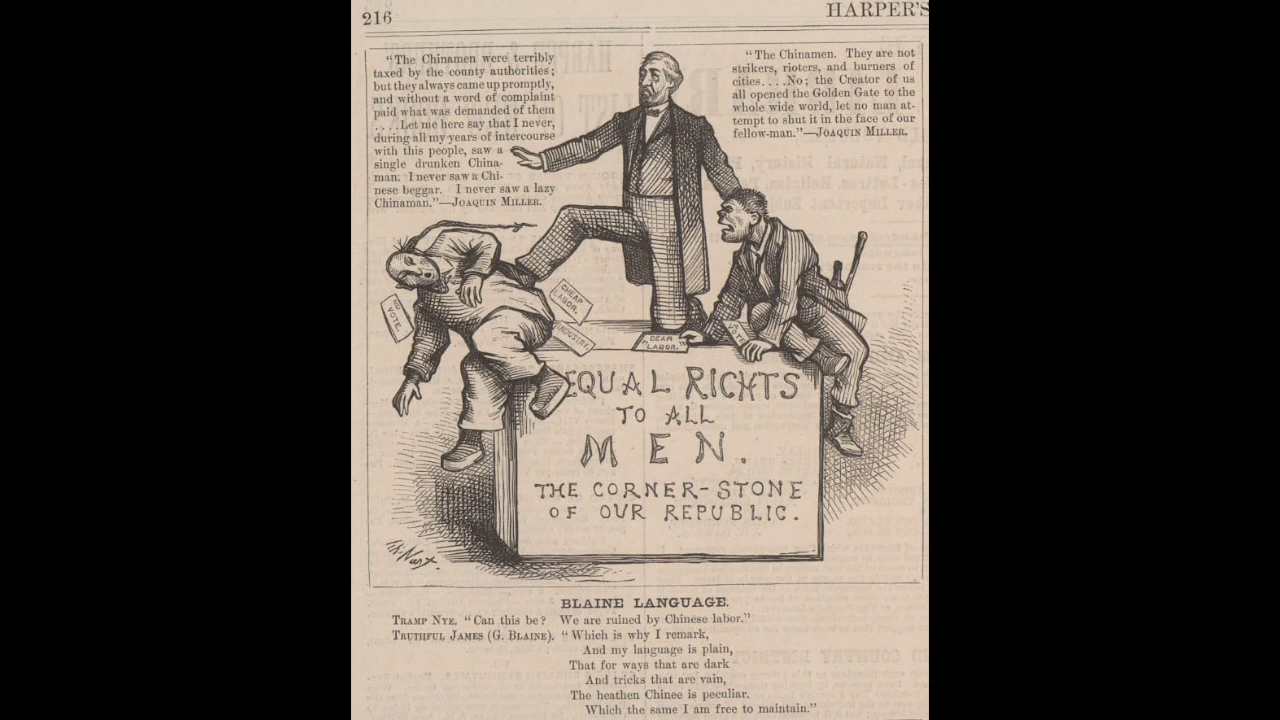 216
HARPER'S
"The Chinamen were terribly
taxed by the county authorities;
but they always came up promptly,
and without a word of complaint
paid what was demanded of them
. . . . Let me here say that I never,
during all my years of intercourse
with this people, saw a
single drunken China-
man. I never saw a Chi-
nese beggar. I never saw a lazy
Chinaman."—JOAQUIN MILLER.
"The Chinamen. They are not
strikers, rioters, and burners of
cities. . . . No; the Creator of us
all opened the Golden Gate to the
whole wide world, let no man at-
tempt to shut it in the face of our
fellow-man."—JOAQUIN MILLER.
NO
VOTE.
CHEAP
LABOR.
INDUSTRY.
DEAR
"LABOR."
VOTE
EQUAL RIGHTS
TO ALL
MEN.
THE CORNER-STONE
OF OUR REPUBLIC.
Th: Nast
BLAINE LANGUAGE.
TRAMP NYE. "Can this be? We are ruined by Chinese labor."
TRUTHFUL JAMES (G. BLAINE). "Which is why I remark,
And my language is plain,
That for ways that are dark
And tricks that are vain,
The heathen Chinee is peculiar.
Which the same I am free to maintain."